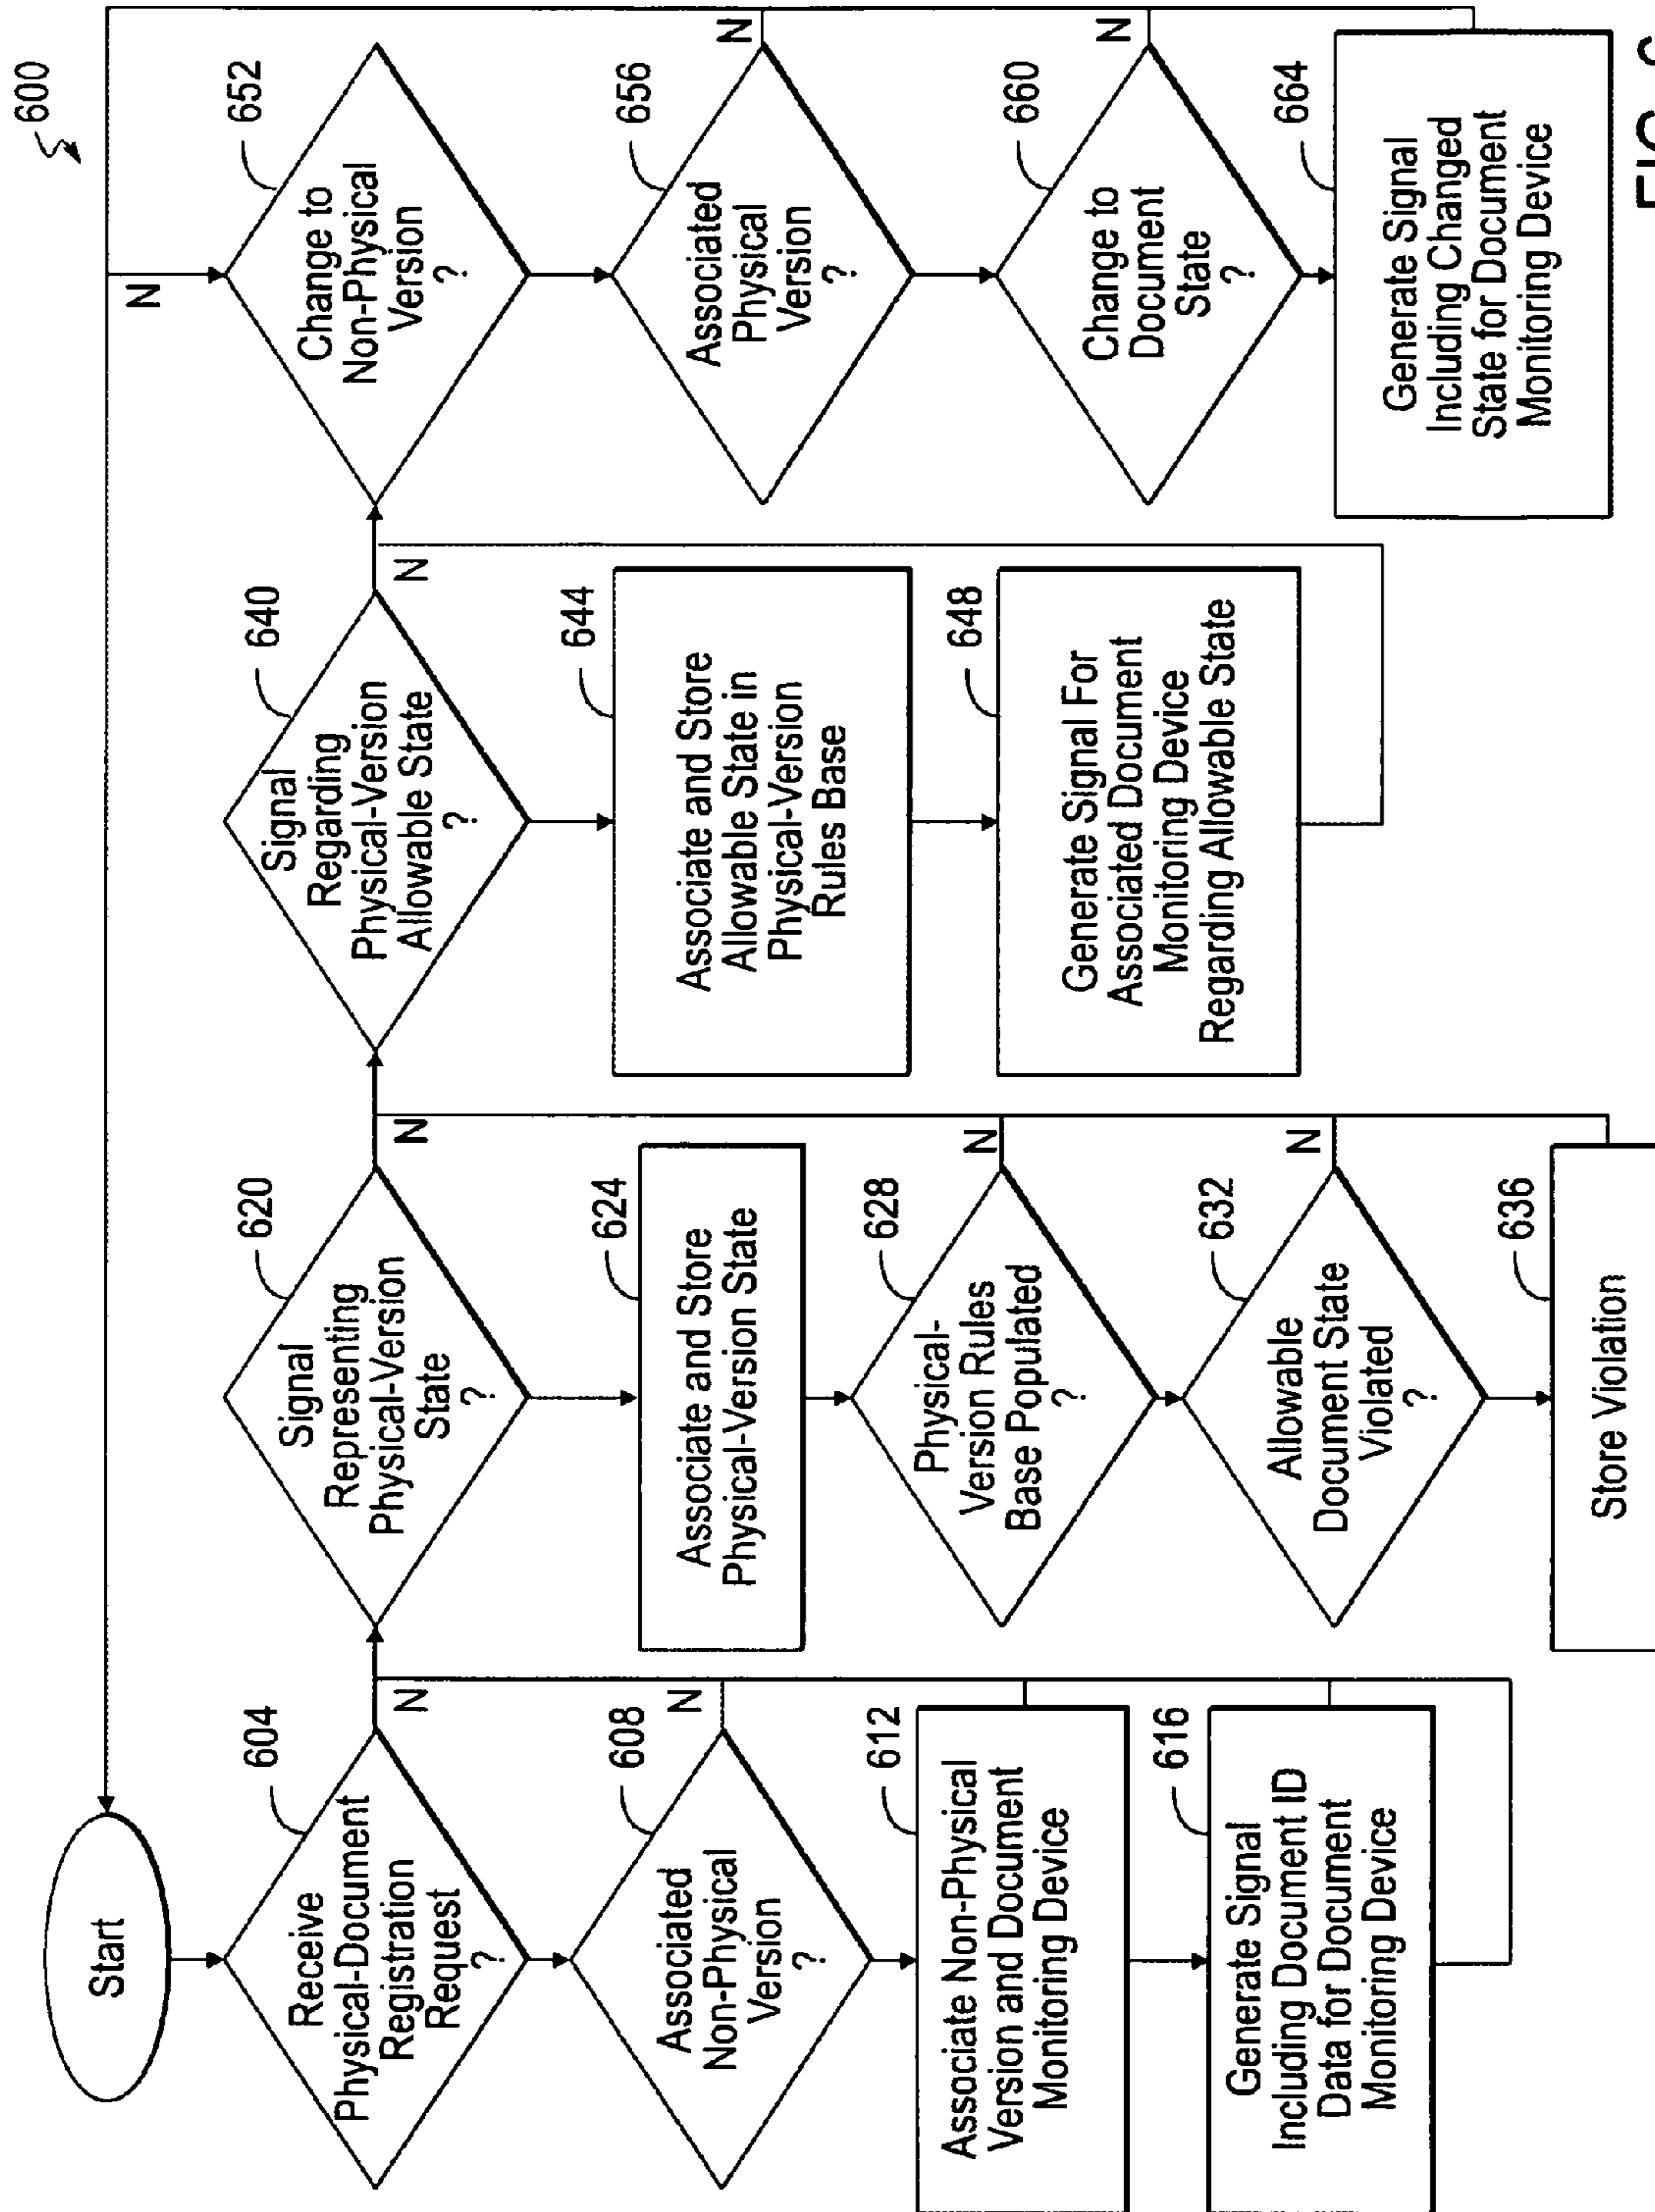 600
Start
604
Receive
Physical-Document
Registration
Request
?
N
608
Associated
Non-Physical
Version
?
N
612
Associate Non-Physical
Version and Document
Monitoring Device
616
Generate Signal
Including Document ID
Data for Document
Monitoring Device
620
Signal
Representing
Physical-Version
State
?
N
624
Associate and Store
Physical-Version State
628
Physical-
Version Rules
Base Populated
?
N
632
Allowable
Document State
Violated
?
N
636
Store Violation
640
Signal
Regarding
Physical-Version
Allowable State
?
N
644
Associate and Store
Allowable State in
Physical-Version
Rules Base
648
Generate Signal For
Associated Document
Monitoring Device
Regarding Allowable State
652
Change to
Non-Physical
Version
?
N
656
Associated
Physical
Version
?
N
660
Change to
Document
State
?
N
664
Generate Signal
Including Changed
State for Document
Monitoring Device